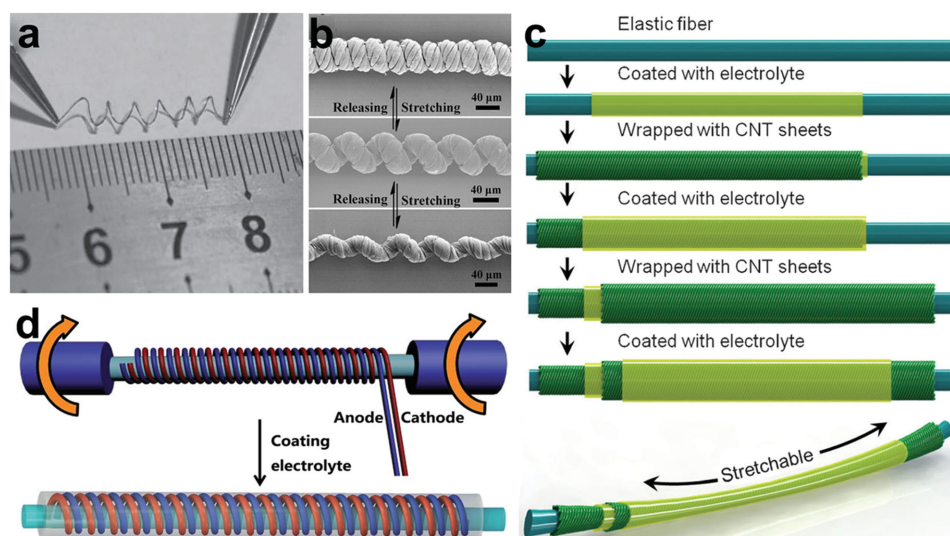 a
5 6 7 8
b
40 µm
Releasing Stretching
40 µm
Releasing Stretching
40 µm
c
Elastic fiber
Coated with electrolyte
Wrapped with CNT sheets
Coated with electrolyte
Wrapped with CNT sheets
Coated with electrolyte
Stretchable
d
Anode Cathode
Coating
electrolyte